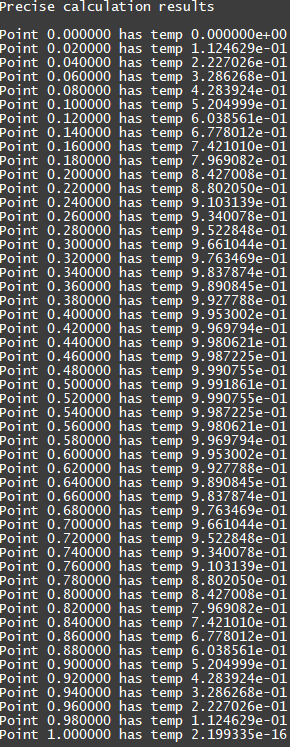 Precise calculation results
Point 0.000000 has temp 0.000000e+00
Point 0.020000 has temp 1.124629e-01
Point 0.040000 has temp 2.227026e-01
Point 0.060000 has temp 3.286268e-01
Point 0.080000 has temp 4.283924e-01
Point 0.100000 has temp 5.204999e-01
Point 0.120000 has temp 6.038561e-01
Point 0.140000 has temp 6.778012e-01
Point 0.160000 has temp 7.421010e-01
Point 0.180000 has temp 7.969082e-01
Point 0.200000 has temp 8.427008e-01
Point 0.220000 has temp 8.802050e-01
Point 0.240000 has temp 9.103139e-01
Point 0.260000 has temp 9.340078e-01
Point 0.280000 has temp 9.522848e-01
Point 0.300000 has temp 9.661044e-01
Point 0.320000 has temp 9.763469e-01
Point 0.340000 has temp 9.837874e-01
Point 0.360000 has temp 9.890845e-01
Point 0.380000 has temp 9.927788e-01
Point 0.400000 has temp 9.953002e-01
Point 0.420000 has temp 9.969794e-01
Point 0.440000 has temp 9.980621e-01
Point 0.460000 has temp 9.987225e-01
Point 0.480000 has temp 9.990755e-01
Point 0.500000 has temp 9.991861e-01
Point 0.520000 has temp 9.990755e-01
Point 0.540000 has temp 9.987225e-01
Point 0.560000 has temp 9.980621e-01
Point 0.580000 has temp 9.969794e-01
Point 0.600000 has temp 9.953002e-01
Point 0.620000 has temp 9.927788e-01
Point 0.640000 has temp 9.890845e-01
Point 0.660000 has temp 9.837874e-01
Point 0.680000 has temp 9.763469e-01
Point 0.700000 has temp 9.661044e-01
Point 0.720000 has temp 9.522848e-01
Point 0.740000 has temp 9.340078e-01
Point 0.760000 has temp 9.103139e-01
Point 0.780000 has temp 8.802050e-01
Point 0.800000 has temp 8.427008e-01
Point 0.820000 has temp 7.969082e-01
Point 0.840000 has temp 7.421010e-01
Point 0.860000 has temp 6.778012e-01
Point 0.880000 has temp 6.038561e-01
Point 0.900000 has temp 5.204999e-01
Point 0.920000 has temp 4.283924e-01
Point 0.940000 has temp 3.286268e-01
Point 0.960000 has temp 2.227026e-01
Point 0.980000 has temp 1.124629e-01
Point 1.000000 has temp 2.199335e-16